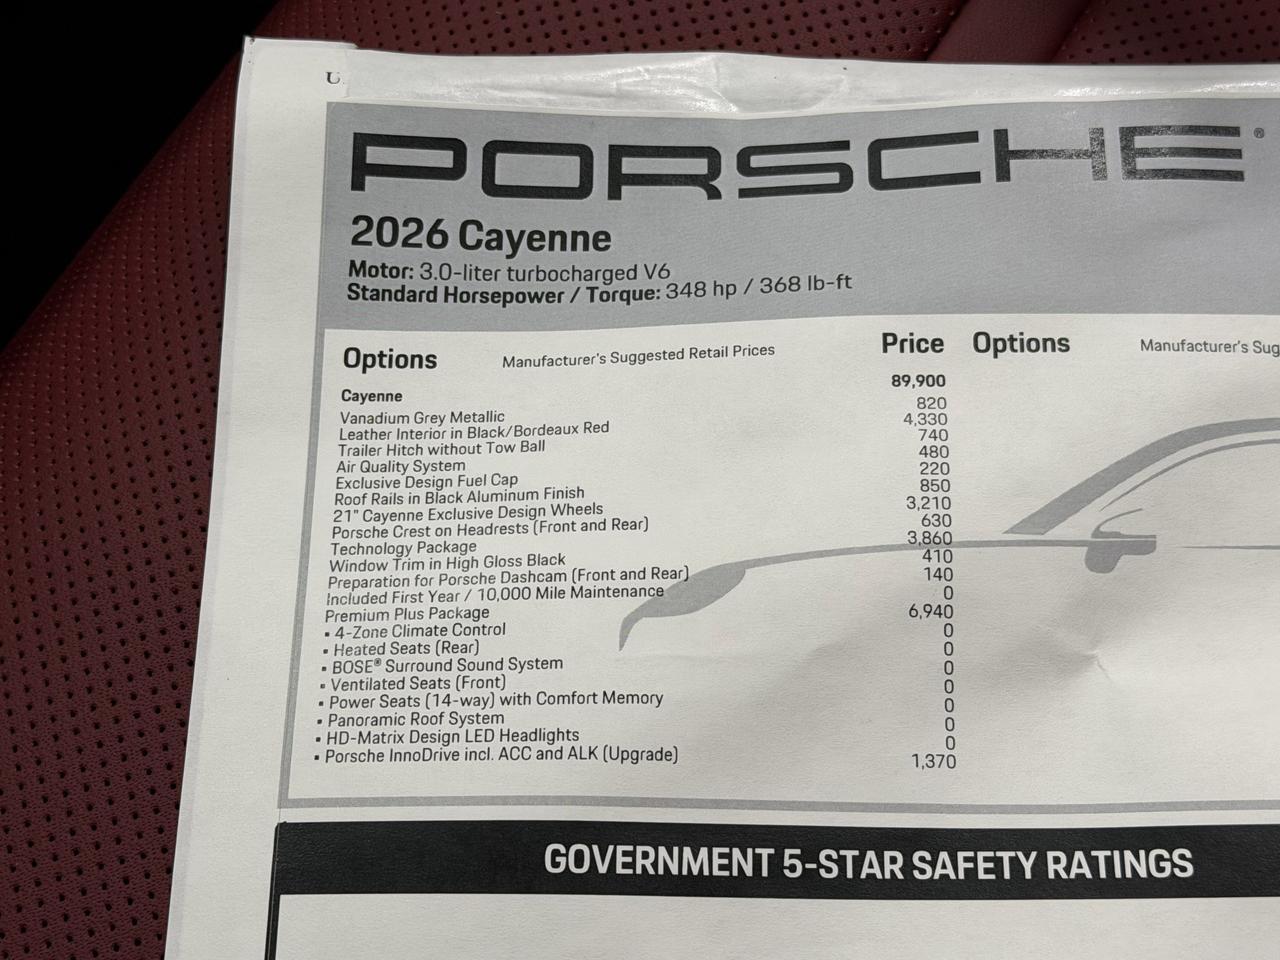 U
PORSCHE®
2026 Cayenne
Motor: 3.0-liter turbocharged V6
Standard Horsepower / Torque: 348 hp / 368 lb-ft
Options Manufacturer's Suggested Retail Prices Price Options Manufacturer's Sug
Cayenne 89,900
Vanadium Grey Metallic 820
Leather Interior in Black/Bordeaux Red 4,330
Trailer Hitch without Tow Ball 740
Air Quality System 480
Exclusive Design Fuel Cap 220
Roof Rails in Black Aluminum Finish 850
21" Cayenne Exclusive Design Wheels 3,210
Porsche Crest on Headrests (Front and Rear) 630
Technology Package 3,860
Window Trim in High Gloss Black 410
Preparation for Porsche Dashcam (Front and Rear) 140
Included First Year / 10,000 Mile Maintenance 0
Premium Plus Package 6,940
▪ 4-Zone Climate Control 0
▪ Heated Seats (Rear) 0
▪ BOSE® Surround Sound System 0
▪ Ventilated Seats (Front) 0
▪ Power Seats (14-way) with Comfort Memory 0
▪ Panoramic Roof System 0
▪ HD-Matrix Design LED Headlights 0
▪ Porsche InnoDrive incl. ACC and ALK (Upgrade) 1,370
GOVERNMENT 5-STAR SAFETY RATINGS